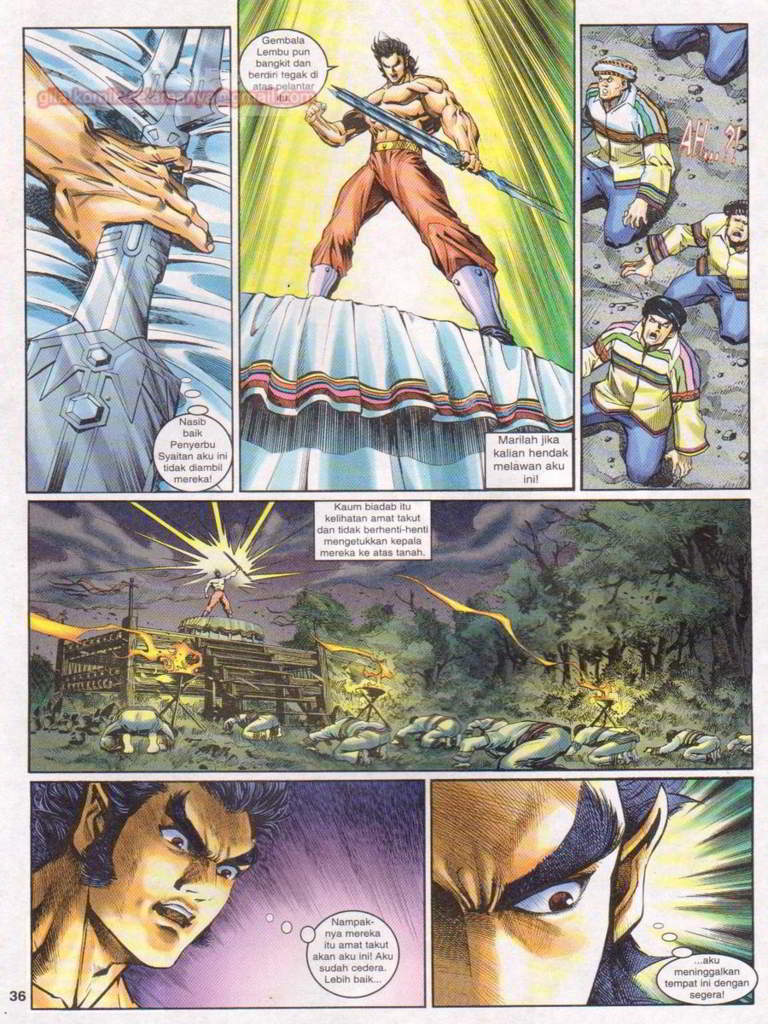 Nasib
baik
Penyerbu
Syaitan aku ini
tidak diambil
mereka!
Gembala
Lembu pun
bangkit dan
berdiri tegak di
atas pelantar
itu.
Marilah jika
kalian hendak
melawan aku
ini!
AH...?!
Kaum biadab itu
kelihatan amat takut
dan tidak berhenti-henti
mengetukkan kepala
mereka ke atas tanah.
Nampak-
nya mereka
itu amat takut
akan aku ini! Aku
sudah cedera.
Lebih baik...
...aku
meninggalkan
tempat ini dengan
segera!
36